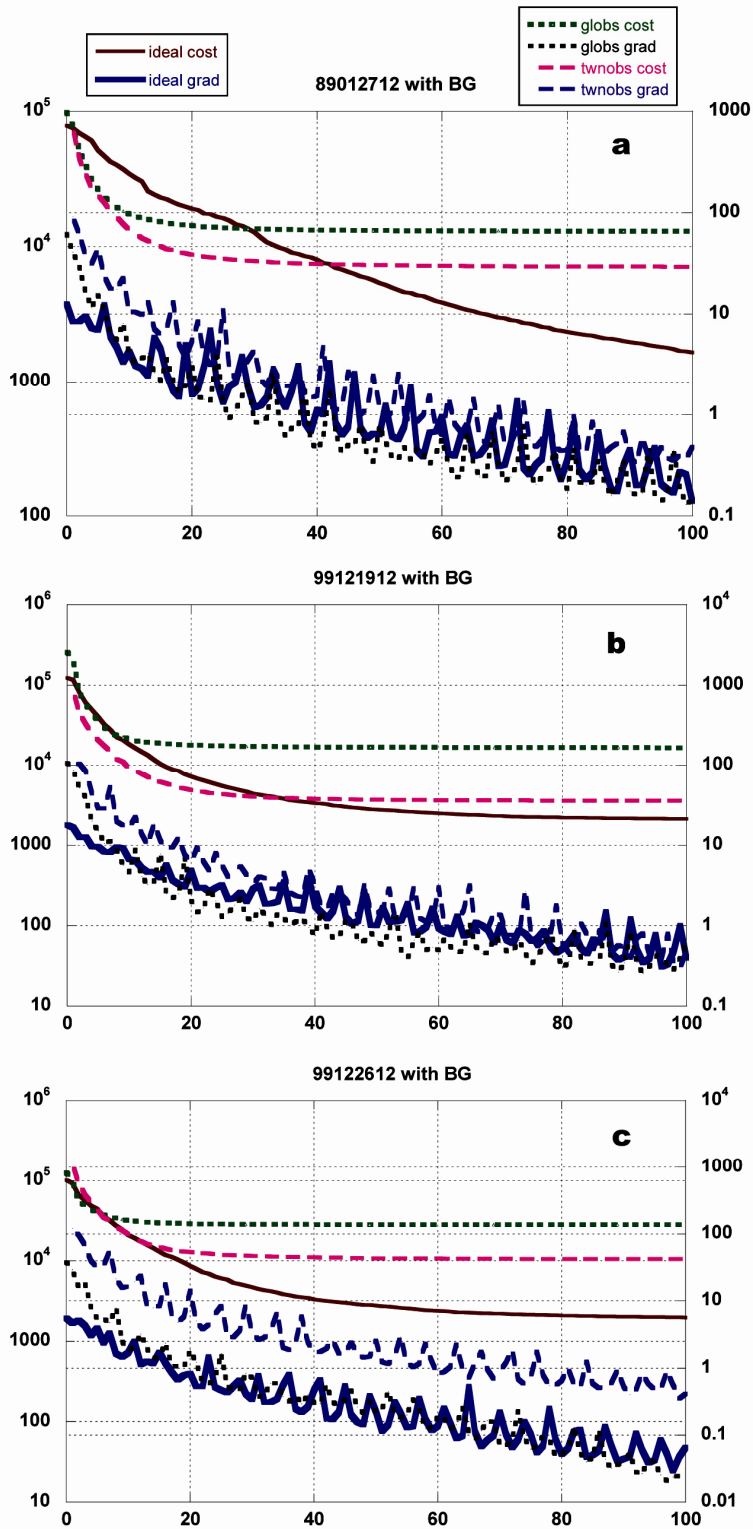 ideal cost
ideal grad
globs cost
globs grad
twnobs cost
twnobs grad
89012712 with BG
a
10^5
10^4
1000
100
1000
100
10
1
0.1
0 20 40 60 80 100
99121912 with BG
b
10^6
10^5
10^4
1000
100
10
10^4
1000
100
10
1
0.1
0 20 40 60 80 100
99122612 with BG
c
10^6
10^5
10^4
1000
100
10
10^4
1000
100
10
1
0.1
0.01
0 20 40 60 80 100